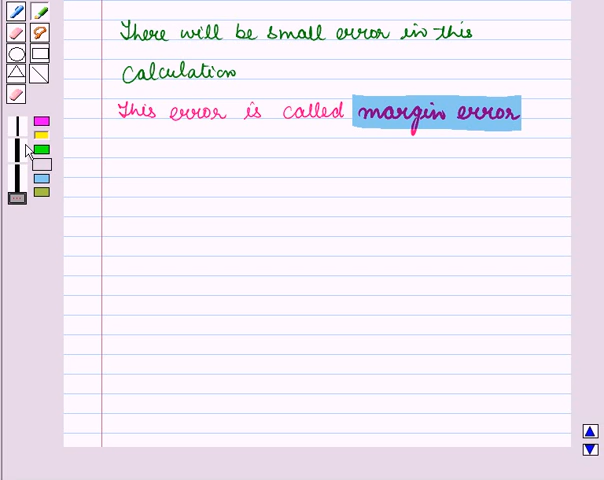 There will be small error in this
Calculation
This error is called margin error